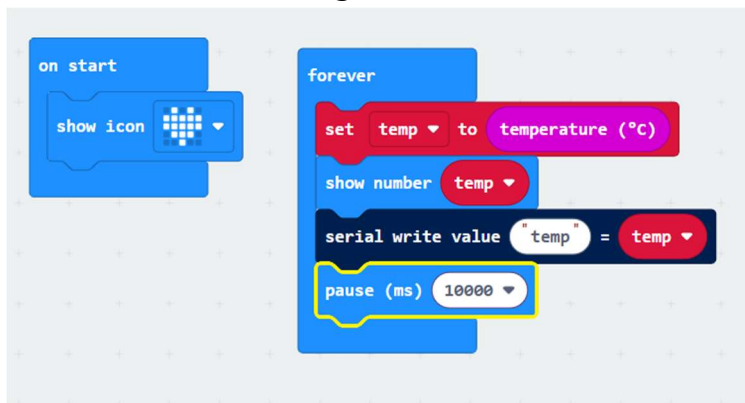 on start
show icon
forever
set temp to temperature (°C)
show number temp
serial write value "temp" = temp
pause (ms) 10000